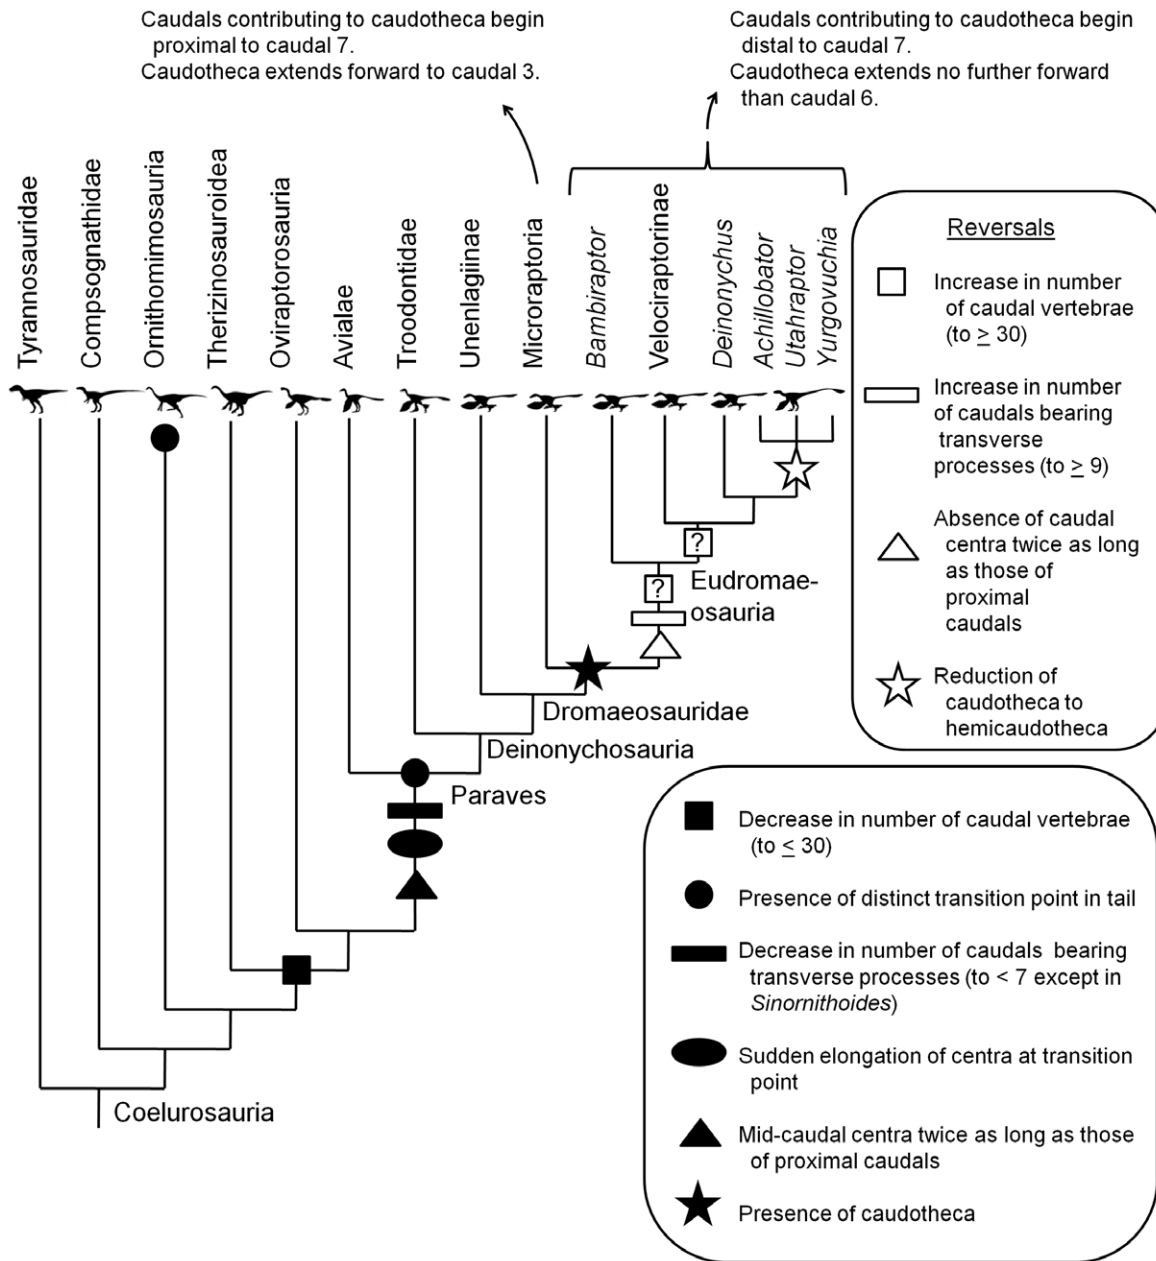 Caudals contributing to caudotheca begin
proximal to caudal 7.
Caudotheca extends forward to caudal 3.
Caudals contributing to caudotheca begin
distal to caudal 7.
Caudotheca extends no further forward
than caudal 6.
Tyrannosauridae
Compsognathidae
Ornithomimosauria
Therizinosauroidea
Oviraptorosauria
Avialae
Troodontidae
Unenlagiinae
Microraptoria
Bambiraptor
Velociraptorinae
Deinonychus
Achillobator
Utahraptor
Yurgovuchia
Reversals
Increase in number
of caudal vertebrae
(to ≥ 30)
Increase in number
of caudals bearing
transverse
processes (to ≥ 9)
Absence of caudal
centra twice as long
as those of
proximal
caudals
Reduction of
caudotheca to
hemicaudotheca
?
?
Eudromae-
osauria
Dromaeosauridae
Deinonychosauria
Paraves
Coelurosauria
Decrease in number of caudal vertebrae
(to ≤ 30)
Presence of distinct transition point in tail
Decrease in number of caudals bearing
transverse processes (to < 7 except in
Sinornithoides)
Sudden elongation of centra at transition
point
Mid-caudal centra twice as long as those
of proximal caudals
Presence of caudotheca